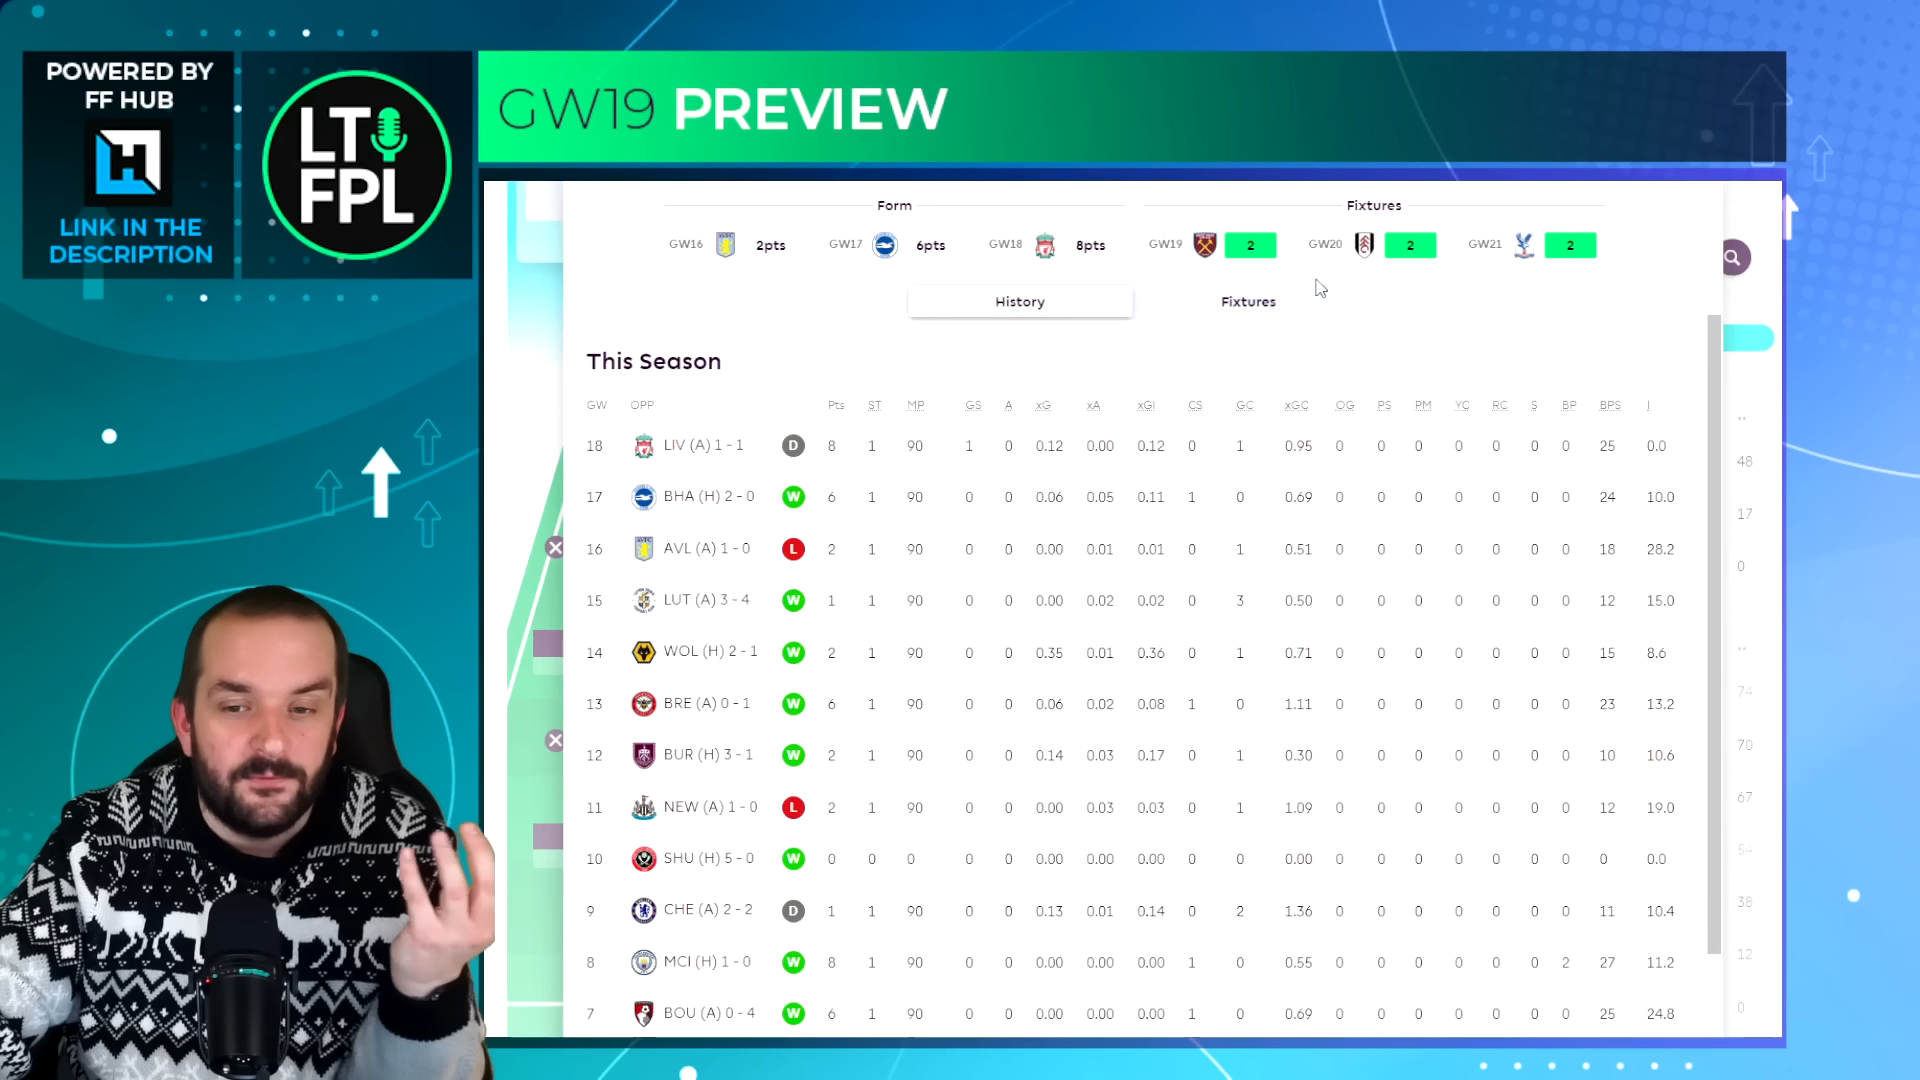 POWERED BY
FF HUB
LINK IN THE
DESCRIPTION
LT
FPL
GW19 PREVIEW
Form
Fixtures
GW16 2pts GW17 6pts GW18 8pts GW19 2 GW20 2 GW21 2
History Fixtures
This Season
GW OPP Pts ST MP GS A xG xA xGI CS GC xGC OG PS PM YC RC S BP BPS I
18 LIV (A) 1 - 1 D 8 1 90 1 0 0.12 0.00 0.12 0 1 0.95 0 0 0 0 0 0 0 25 0.0
17 BHA (H) 2 - 0 W 6 1 90 0 0 0.06 0.05 0.11 1 0 0.69 0 0 0 0 0 0 0 24 10.0
16 AVL (A) 1 - 0 L 2 1 90 0 0 0.00 0.01 0.01 0 1 0.51 0 0 0 0 0 0 0 18 28.2
15 LUT (A) 3 - 4 W 1 1 90 0 0 0.00 0.02 0.02 0 3 0.50 0 0 0 0 0 0 0 12 15.0
14 WOL (H) 2 - 1 W 2 1 90 0 0 0.35 0.01 0.36 0 1 0.71 0 0 0 0 0 0 0 15 8.6
13 BRE (A) 0 - 1 W 6 1 90 0 0 0.06 0.02 0.08 1 0 1.11 0 0 0 0 0 0 0 23 13.2
12 BUR (H) 3 - 1 W 2 1 90 0 0 0.14 0.03 0.17 0 1 0.30 0 0 0 0 0 0 0 10 10.6
11 NEW (A) 1 - 0 L 2 1 90 0 0 0.00 0.03 0.03 0 1 1.09 0 0 0 0 0 0 0 12 19.0
10 SHU (H) 5 - 0 W 0 0 0 0 0 0.00 0.00 0.00 0 0 0.00 0 0 0 0 0 0 0 0 0.0
9 CHE (A) 2 - 2 D 1 1 90 0 0 0.13 0.01 0.14 0 2 1.36 0 0 0 0 0 0 0 11 10.4
8 MCI (H) 1 - 0 W 8 1 90 0 0 0.00 0.00 0.00 1 0 0.55 0 0 0 0 0 0 2 27 11.2
7 BOU (A) 0 - 4 W 6 1 90 0 0 0.00 0.00 0.00 1 0 0.69 0 0 0 0 0 0 0 25 24.8
48
17
0
74
70
67
54
38
12
0